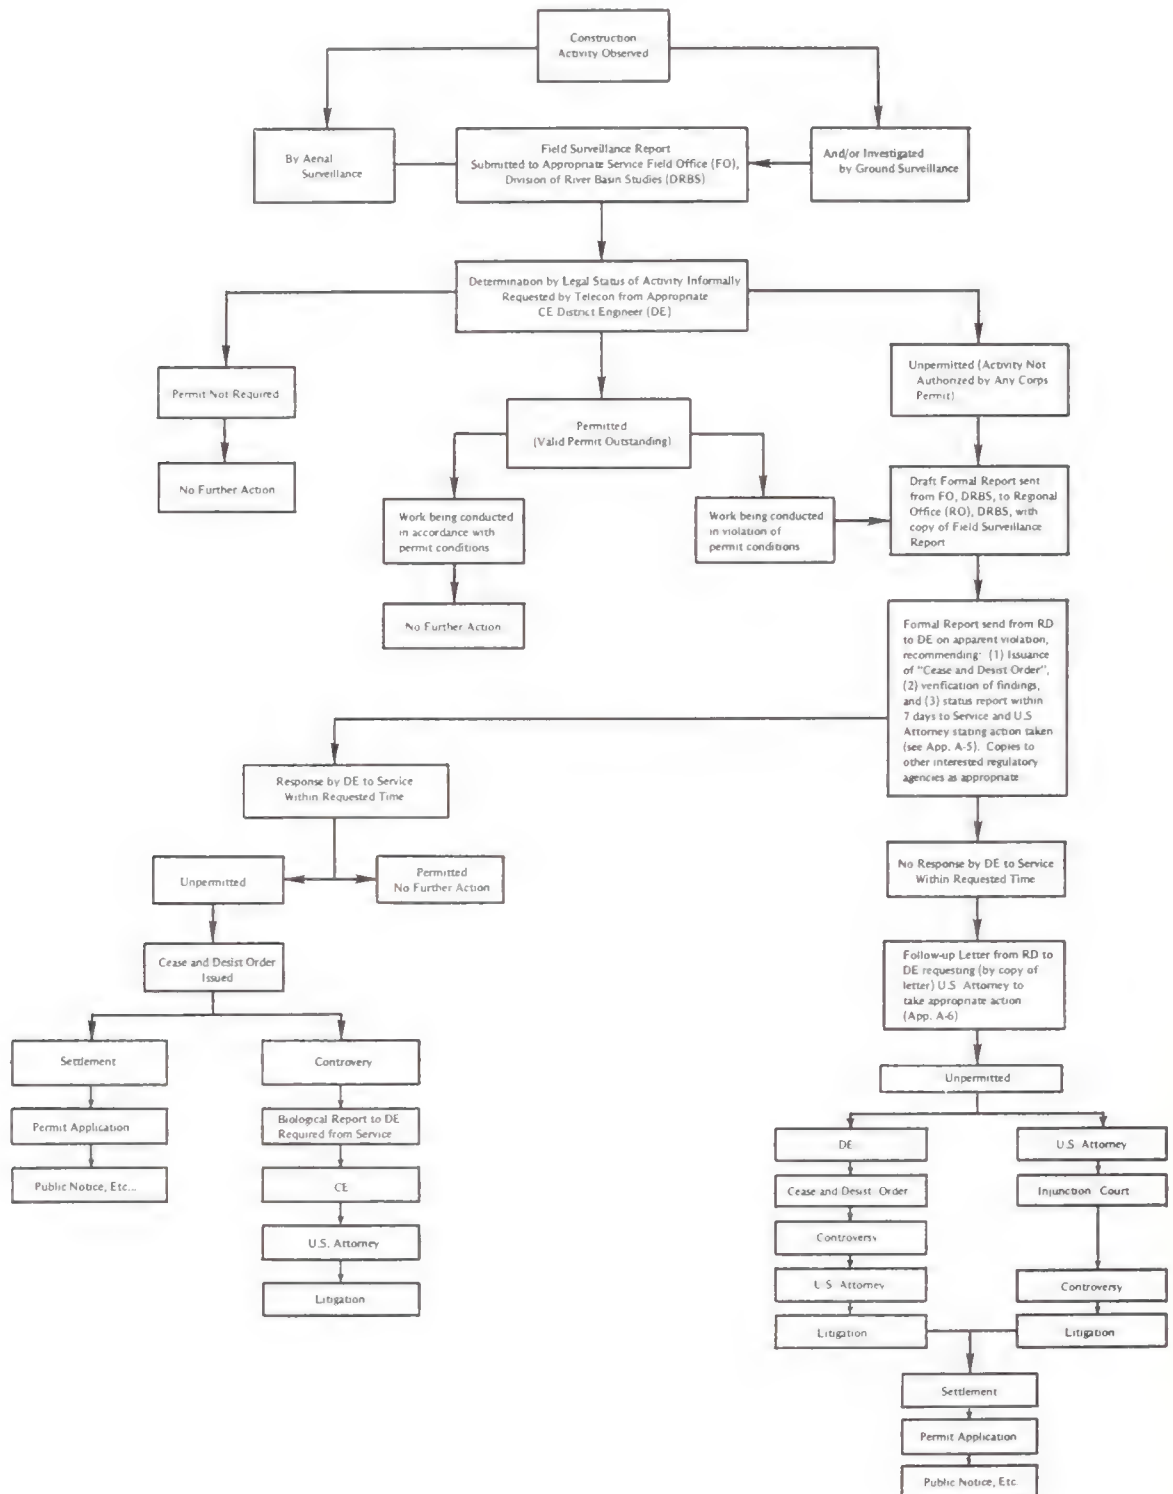 Construction
Activity Observed
By Aerial
Surveillance
Field Surveillance Report
Submitted to Appropriate Service Field Office (FO),
Division of River Basin Studies (DRBS)
And/or Investigated
by Ground Surveillance
Determination by Legal Status of Activity Informally
Requested by Telecon from Appropriate
CE District Engineer (DE)
Permit Not Required
No Further Action
Permitted
(Valid Permit Outstanding)
Unpermitted (Activity Not
Authorized by Any Corps
Permit)
Work being conducted
in accordance with
permit conditions
No Further Action
Work being conducted
in violation of
permit conditions
Draft Formal Report sent
from FO, DRBS, to Regional
Office (RO), DRBS, with
copy of Field Surveillance
Report
Formal Report send from RD
to DE on apparent violation,
recommending: (1) Issuance
of "Cease and Desist Order",
(2) verification of findings,
and (3) status report within
7 days to Service and U.S.
Attorney stating action taken
(see App. A-5). Copies to
other interested regulatory
agencies as appropriate
Response by DE to Service
Within Requested Time
Unpermitted
Permitted
No Further Action
Cease and Desist Order
Issued
Settlement
Permit Application
Public Notice, Etc...
Controvery
Biological Report to DE
Required from Service
CE
U.S. Attorney
Litigation
No Response by DE to Service
Within Requested Time
Follow-up Letter from RD to
DE requesting (by copy of
letter) U.S. Attorney to
take appropriate action
(App. A-6)
Unpermitted
DE
Cease and Desist Order
Controversy
U.S. Attorney
Litigation
U.S. Attorney
Injunction Court
Controversy
Litigation
Settlement
Permit Application
Public Notice, Etc.